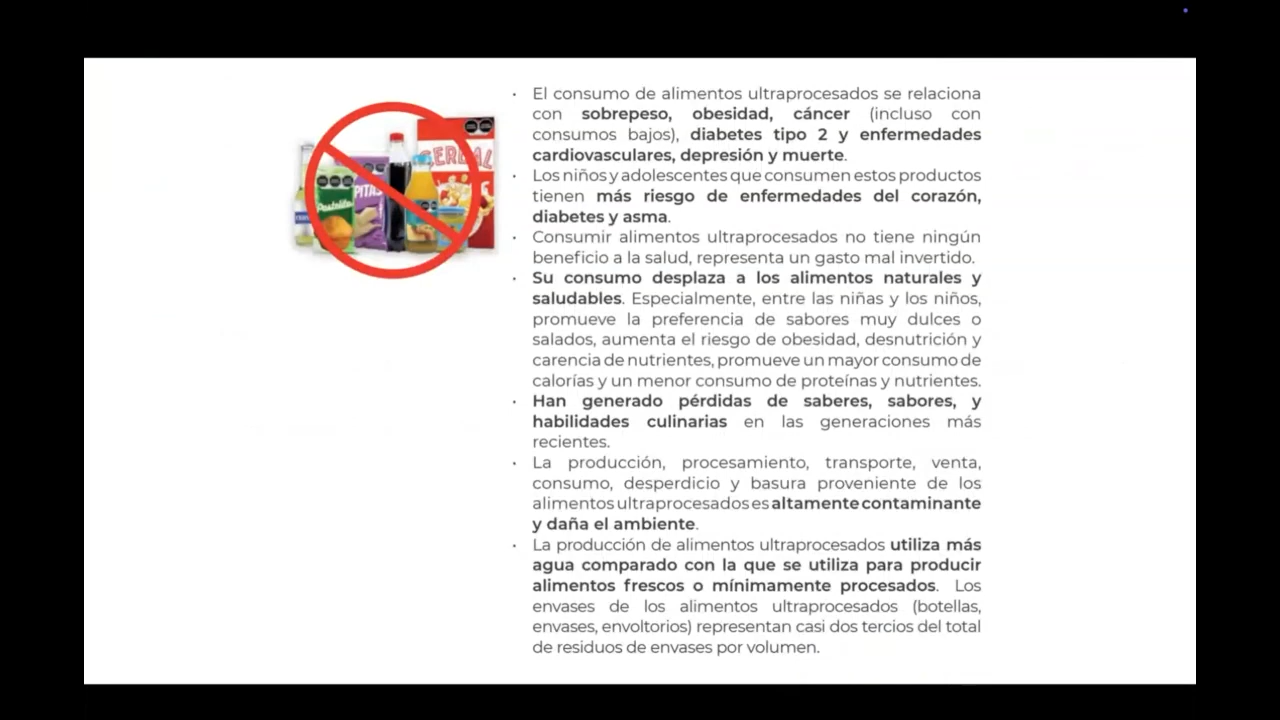 CEREAL
PITAS
Pastelito
· El consumo de alimentos ultraprocesados se relaciona
con sobrepeso, obesidad, cáncer (incluso con
consumos bajos), diabetes tipo 2 y enfermedades
cardiovasculares, depresión y muerte.
· Los niños y adolescentes que consumen estos productos
tienen más riesgo de enfermedades del corazón,
diabetes y asma.
· Consumir alimentos ultraprocesados no tiene ningún
beneficio a la salud, representa un gasto mal invertido.
· Su consumo desplaza a los alimentos naturales y
saludables. Especialmente, entre las niñas y los niños,
promueve la preferencia de sabores muy dulces o
salados, aumenta el riesgo de obesidad, desnutrición y
carencia de nutrientes, promueve un mayor consumo de
calorías y un menor consumo de proteínas y nutrientes.
· Han generado pérdidas de saberes, sabores, y
habilidades culinarias en las generaciones más
recientes.
· La producción, procesamiento, transporte, venta,
consumo, desperdicio y basura proveniente de los
alimentos ultraprocesados es altamente contaminante
y daña el ambiente.
· La producción de alimentos ultraprocesados utiliza más
agua comparado con la que se utiliza para producir
alimentos frescos o mínimamente procesados. Los
envases de los alimentos ultraprocesados (botellas,
envases, envoltorios) representan casi dos tercios del total
de residuos de envases por volumen.